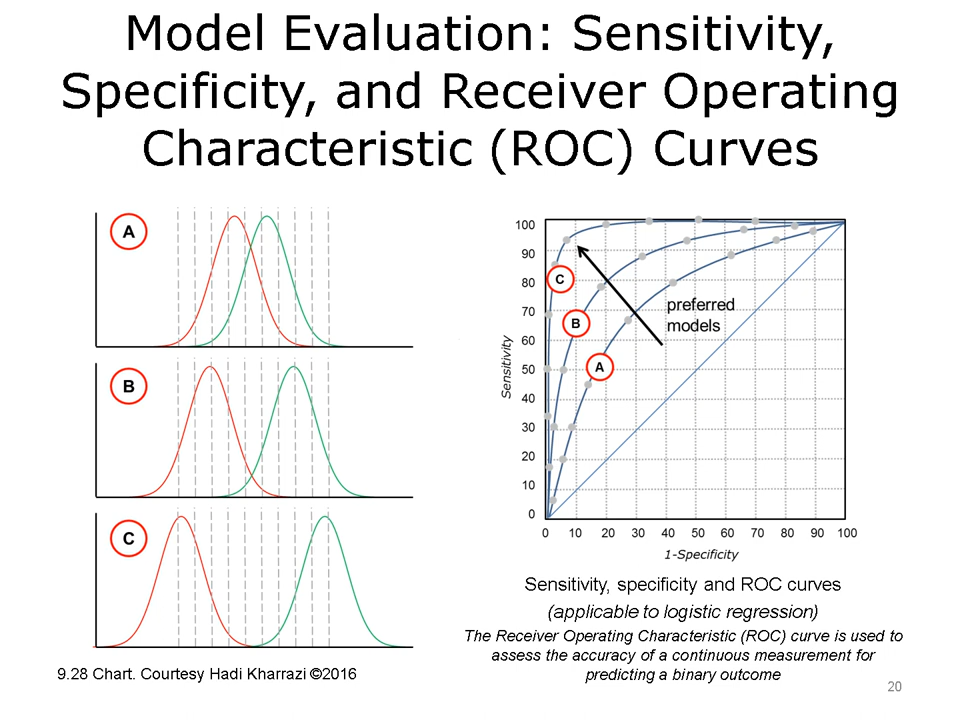 Model Evaluation: Sensitivity,
Specificity, and Receiver Operating
Characteristic (ROC) Curves
A
B
C
9.28 Chart. Courtesy Hadi Kharrazi ©2016
100
90
80
70
60
50
40
30
20
10
0
Sensitivity
C
B
A
preferred
models
0 10 20 30 40 50 60 70 80 90 100
1-Specificity
Sensitivity, specificity and ROC curves
(applicable to logistic regression)
The Receiver Operating Characteristic (ROC) curve is used to
assess the accuracy of a continuous measurement for
predicting a binary outcome
20